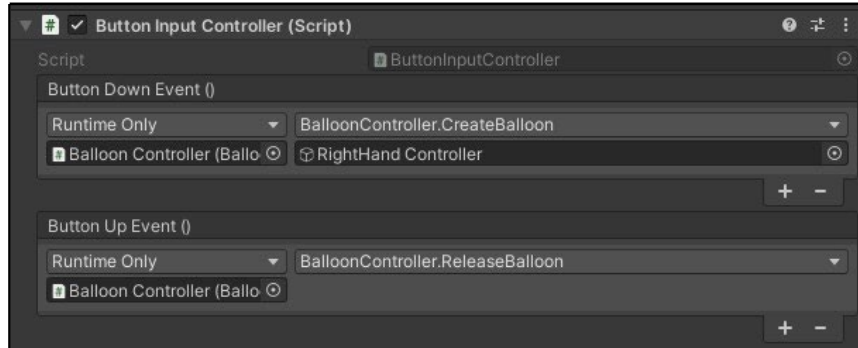 Button Input Controller (Script)
Script ButtonInputController
Button Down Event ()
Runtime Only BalloonController.CreateBalloon
Balloon Controller (Ballo RightHand Controller
+ −
Button Up Event ()
Runtime Only BalloonController.ReleaseBalloon
Balloon Controller (Ballo
+ −